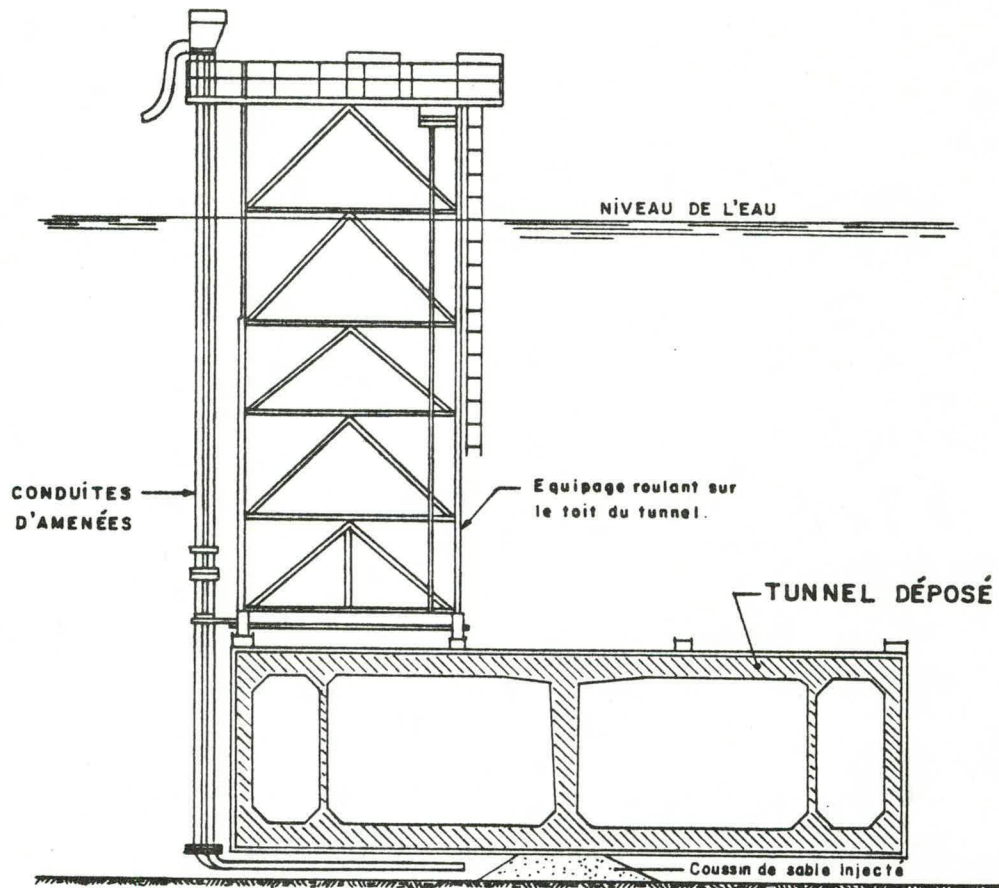 NIVEAU DE L'EAU
CONDUITES
D'AMENÉES
Equipage roulant sur
le toit du tunnel.
TUNNEL DÉPOSÉ
Coussin de sable Injecté